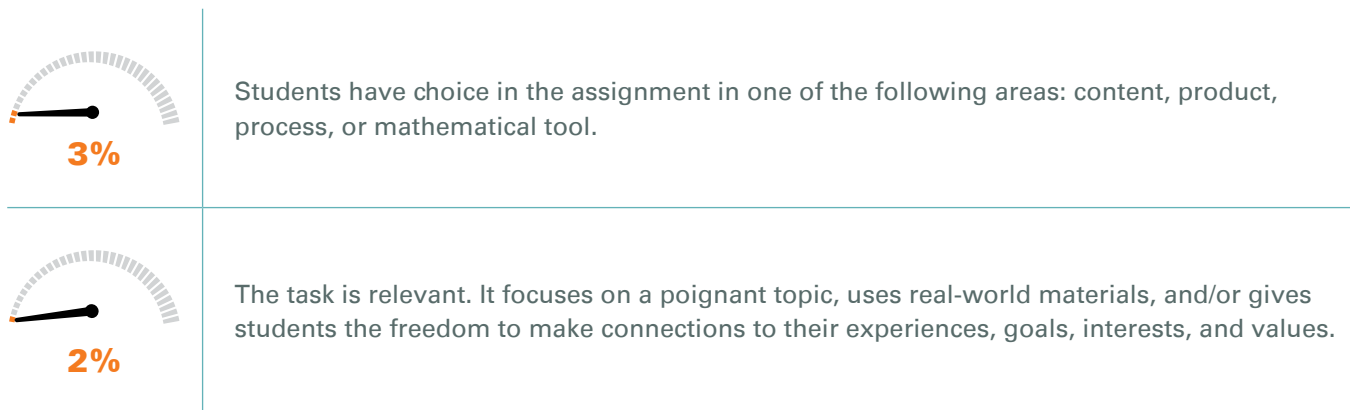 3%
Students have choice in the assignment in one of the following areas: content, product,
process, or mathematical tool.
2%
The task is relevant. It focuses on a poignant topic, uses real-world materials, and/or gives
students the freedom to make connections to their experiences, goals, interests, and values.